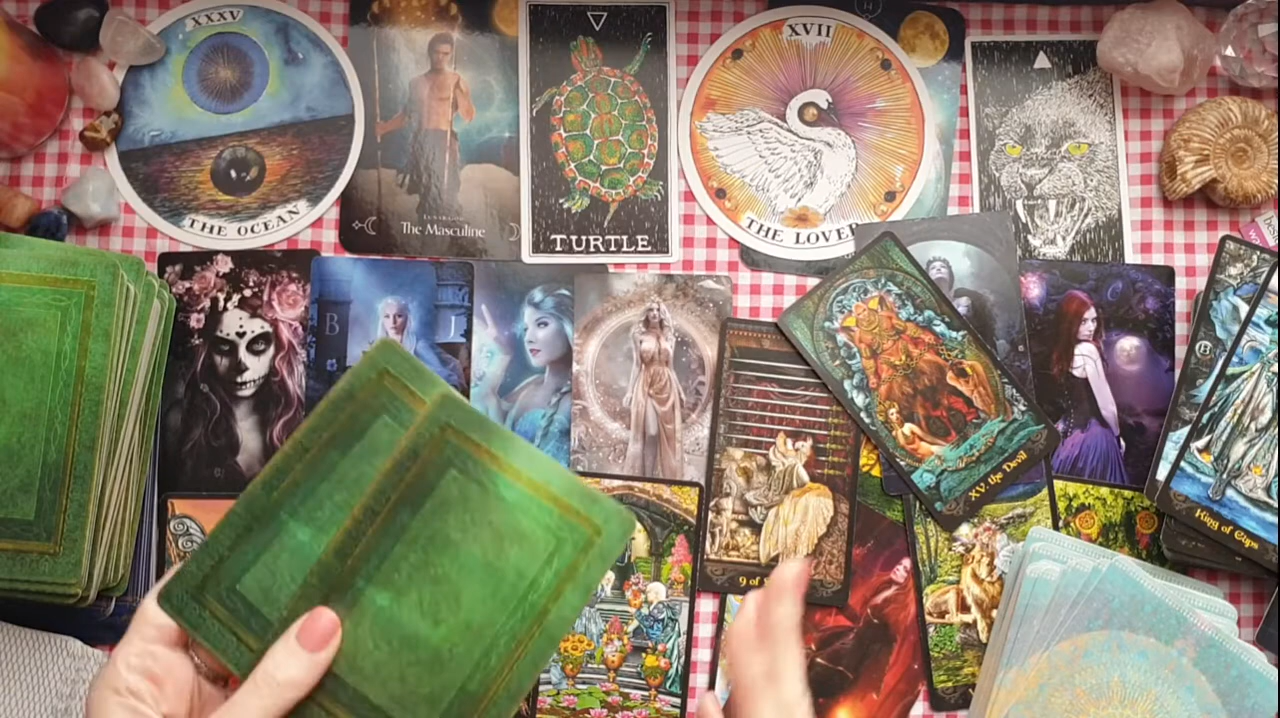 XXXV
THE OCEAN
The Masculine
TURTLE
XVII
THE LOVER
B
J
XV. the Devil
9 of
King of Cups